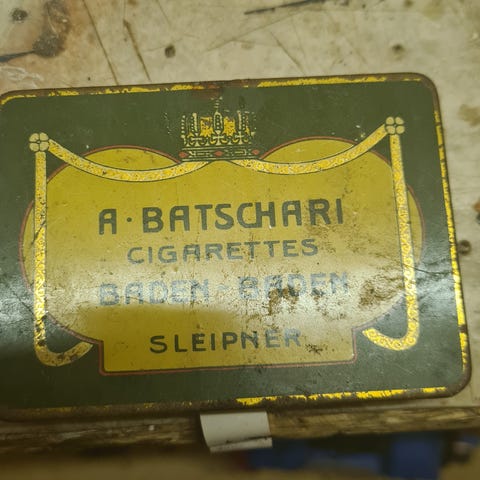 A · BATSCHARI
CIGARETTES
BADEN · BADEN
SLEIPNER